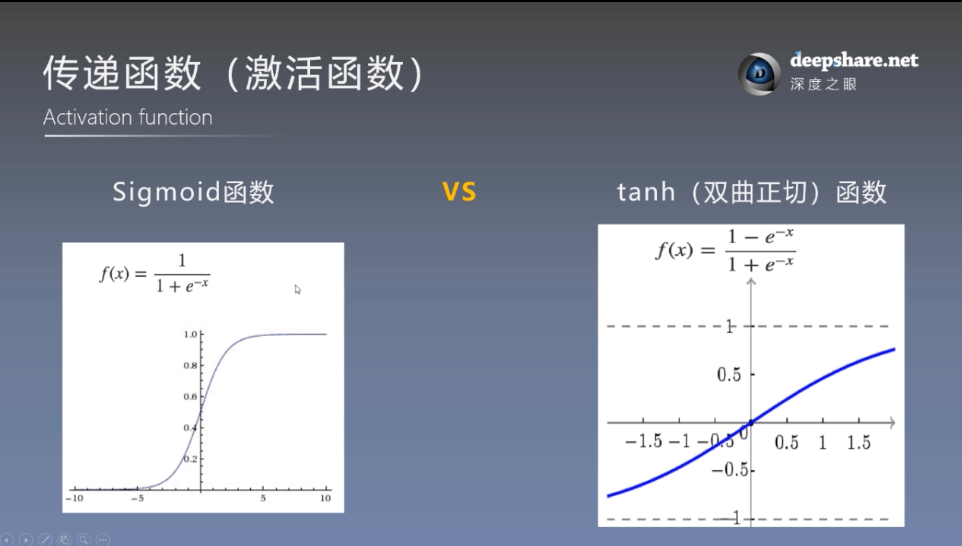 传递函数（激活函数）
Activation function
deepshare.net
深度之眼
Sigmoid函数
VS
tanh（双曲正切）函数
f(x) = 1 / (1 + e^{-x})
1.0
0.8
0.6
0.4
0.2
-10 -5 5 10
f(x) = (1 − e^{-x}) / (1 + e^{-x})
1
0.5
−1.5 −1 −0.5 0 0.5 1 1.5
−0.5
−1